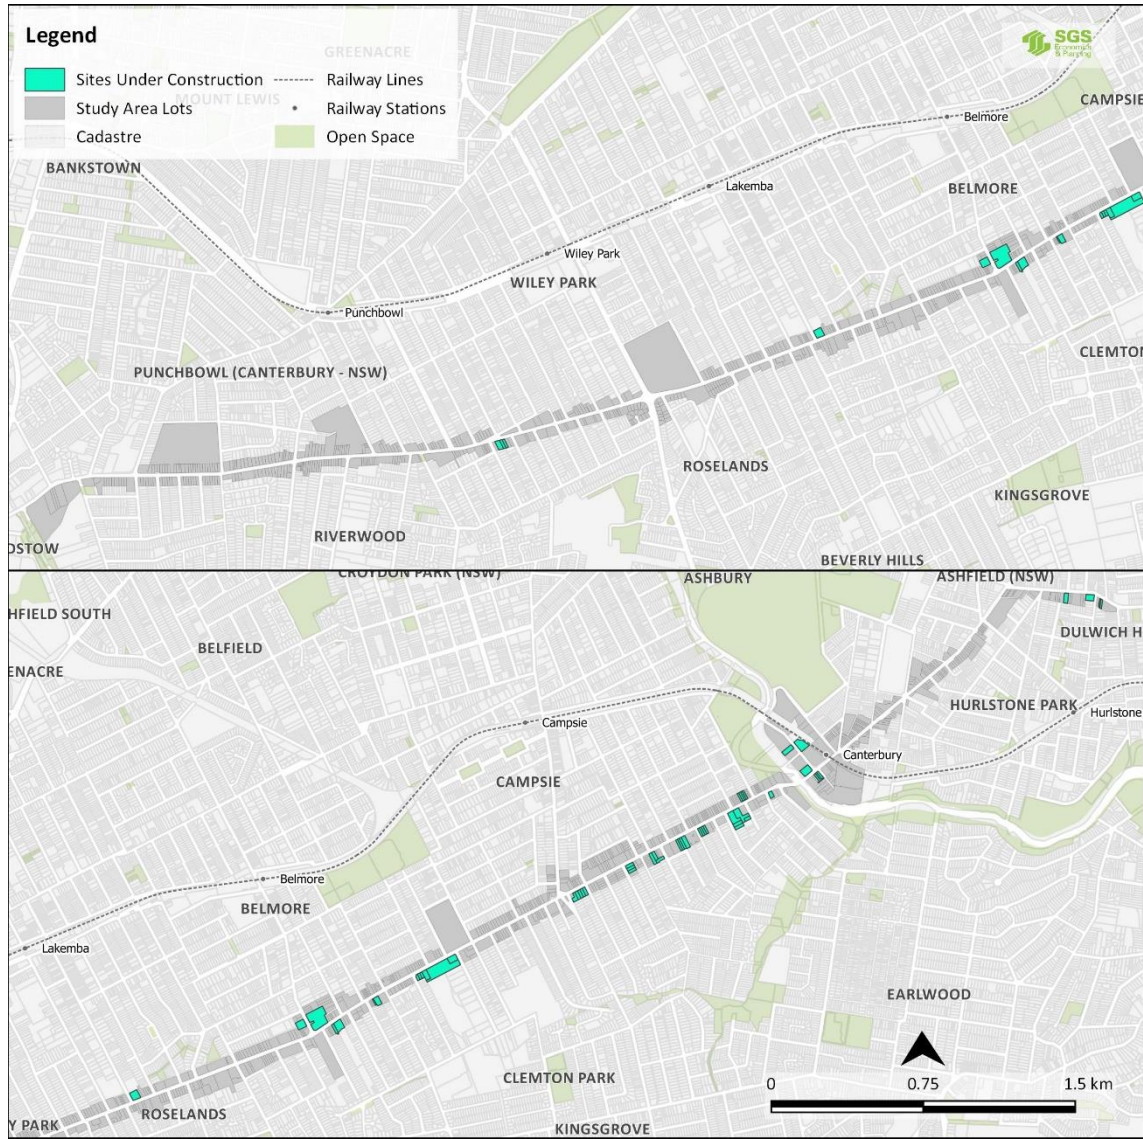 Legend
Sites Under Construction
Study Area Lots
Cadastre
Railway Lines
Railway Stations
Open Space
SGS
Economics
& Planning
GREENACRE
MOUNT LEWIS
CAMPSIE
BANKSTOWN
Belmore
Lakemba
BELMORE
Wiley Park
WILEY PARK
Punchbowl
PUNCHBOWL (CANTERBURY - NSW)
CLEMTON
ROSELANDS
KINGSGROVE
RIVERWOOD
DSTOW
BEVERLY HILLS
CROYDON PARK (NSW)
ASHBURY
ASHFIELD (NSW)
HFIELD SOUTH
DULWICH H
BELFIELD
ENACRE
HURLSTONE PARK
Hurlstone
Campsie
Canterbury
CAMPSIE
Belmore
BELMORE
Lakemba
EARLWOOD
CLEMTON PARK
ROSELANDS
Y PARK
KINGSGROVE
0 0.75 1.5 km